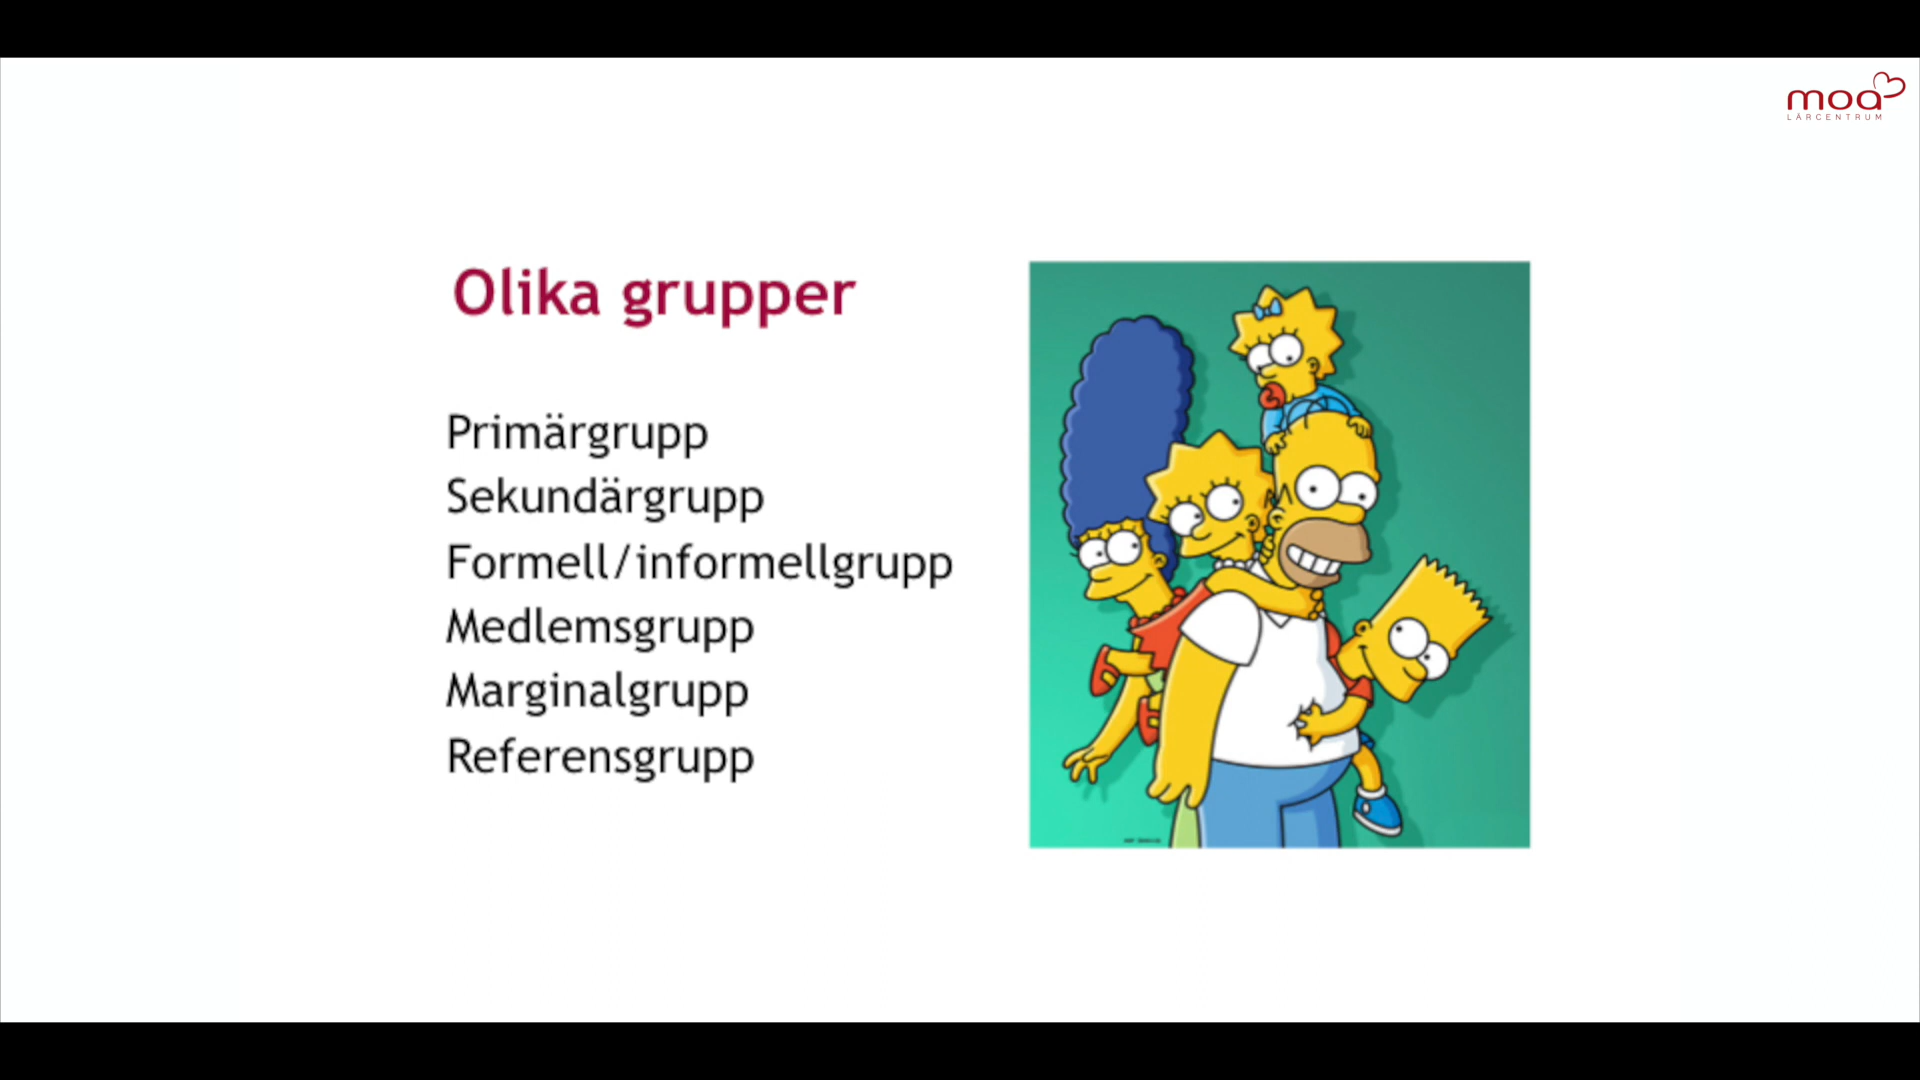 moa
LÄRCENTRUM
Olika grupper
Primärgrupp
Sekundärgrupp
Formell/informellgrupp
Medlemsgrupp
Marginalgrupp
Referensgrupp